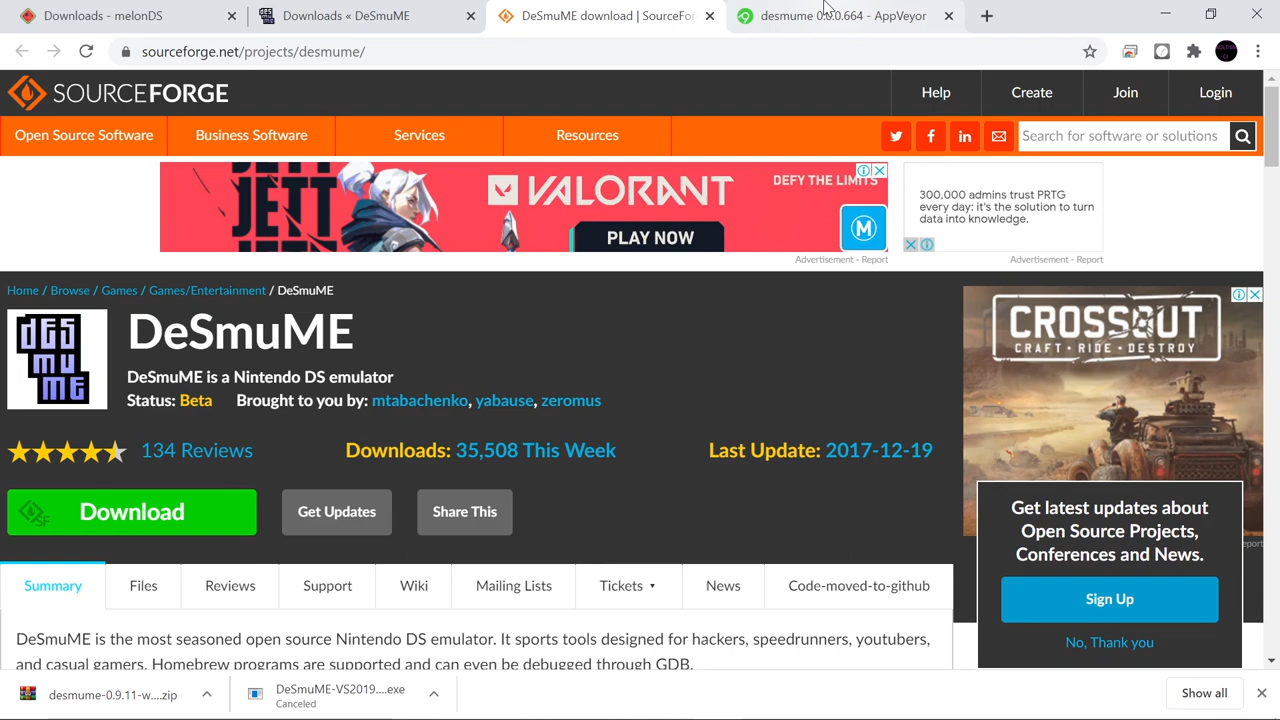 Downloads - melonDS
Downloads « DeSmuME
DeSmuME download | SourceFor
desmume 0.0.0.664 - AppVeyor
sourceforge.net/projects/desmume/
SOURCEFORGE
Help
Create
Join
Login
Open Source Software
Business Software
Services
Resources
Search for software or solutions
JETT
VALORANT
DEFY THE LIMITS
PLAY NOW
300,000 admins trust PRTG
every day: it's the solution to turn
data into knowledge.
Advertisement - Report
Advertisement - Report
Home / Browse / Games / Games/Entertainment / DeSmuME
DES
MU
ME
DeSmuME
DeSmuME is a Nintendo DS emulator
Status: Beta Brought to you by: mtabachenko, yabause, zeromus
134 Reviews
Downloads: 35,508 This Week
Last Update: 2017-12-19
CROSSOUT
CRAFT • RIDE • DESTROY
SF
Download
Get Updates
Share This
Get latest updates about
Open Source Projects,
Conferences and News.
Sign Up
No, Thank you
eport
Summary
Files
Reviews
Support
Wiki
Mailing Lists
Tickets
News
Code-moved-to-github
DeSmuME is the most seasoned open source Nintendo DS emulator. It sports tools designed for hackers, speedrunners, youtubers,
and casual gamers. Homebrew programs are supported and can even be debugged through GDB.
desmume-0.9.11-w....zip
DeSmuME-VS2019....exe
Canceled
Show all